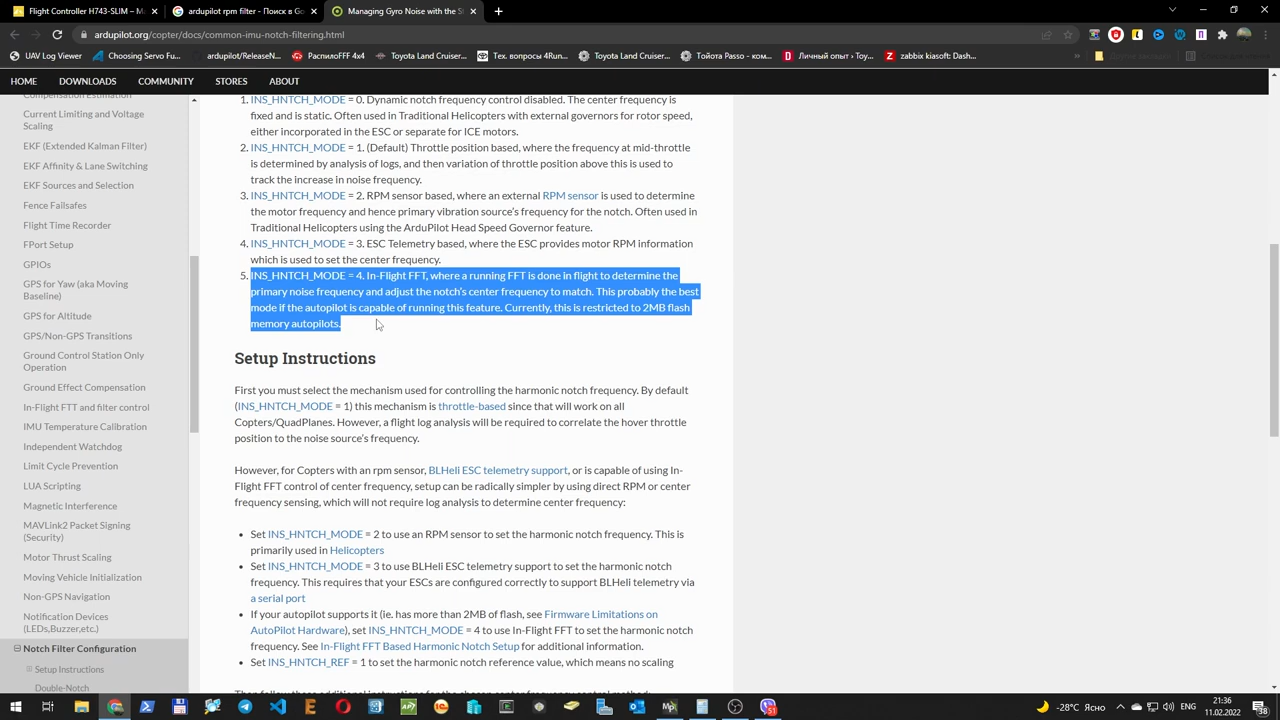 Flight Controller H743-SLIM – M
ardupilot rpm filter - Поиск в Go
Managing Gyro Noise with the S
ardupilot.org/copter/docs/common-imu-notch-filtering.html
UAV Log Viewer
Choosing Servo Fu...
ardupilot/ReleaseN...
РаспилоFFF 4x4
Toyota Land Cruiser...
Тех. вопросы 4Run...
Toyota Land Cruiser...
Тойота Passo - ком...
Личный опыт › Toy...
zabbix kiasoft: Dash...
HOME
DOWNLOADS
COMMUNITY
STORES
ABOUT
Compensation Estimation
Current Limiting and Voltage
Scaling
EKF (Extended Kalman Filter)
EKF Affinity & Lane Switching
EKF Sources and Selection
Fence Failsafes
Flight Time Recorder
FPort Setup
GPIOs
GPS for Yaw (aka Moving
Baseline)
GPS for Altitude
GPS/Non-GPS Transitions
Ground Control Station Only
Operation
Ground Effect Compensation
In-Flight FTT and filter control
IMU Temperature Calibration
Independent Watchdog
Limit Cycle Prevention
LUA Scripting
Magnetic Interference
MAVLink2 Packet Signing
(Security)
Motor Thrust Scaling
Moving Vehicle Initialization
Non-GPS Navigation
Notification Devices
(LEDs,Buzzer,etc.)
Notch Filter Configuration
Setup Instructions
Double-Notch
1. INS_HNTCH_MODE = 0. Dynamic notch frequency control disabled. The center frequency is
fixed and is static. Often used in Traditional Helicopters with external governors for rotor speed,
either incorporated in the ESC or separate for ICE motors.
2. INS_HNTCH_MODE = 1. (Default) Throttle position based, where the frequency at mid-throttle
is determined by analysis of logs, and then variation of throttle position above this is used to
track the increase in noise frequency.
3. INS_HNTCH_MODE = 2. RPM sensor based, where an external RPM sensor is used to determine
the motor frequency and hence primary vibration source's frequency for the notch. Often used in
Traditional Helicopters using the ArduPilot Head Speed Governor feature.
4. INS_HNTCH_MODE = 3. ESC Telemetry based, where the ESC provides motor RPM information
which is used to set the center frequency.
5. INS_HNTCH_MODE = 4. In-Flight FFT, where a running FFT is done in flight to determine the
primary noise frequency and adjust the notch's center frequency to match. This probably the best
mode if the autopilot is capable of running this feature. Currently, this is restricted to 2MB flash
memory autopilots.
Setup Instructions
First you must select the mechanism used for controlling the harmonic notch frequency. By default
(INS_HNTCH_MODE = 1) this mechanism is throttle-based since that will work on all
Copters/QuadPlanes. However, a flight log analysis will be required to correlate the hover throttle
position to the noise source's frequency.
However, for Copters with an rpm sensor, BLHeli ESC telemetry support, or is capable of using In-
Flight FFT control of center frequency, setup can be radically simpler by using direct RPM or center
frequency sensing, which will not require log analysis to determine center frequency:
• Set INS_HNTCH_MODE = 2 to use an RPM sensor to set the harmonic notch frequency. This is
primarily used in Helicopters
• Set INS_HNTCH_MODE = 3 to use BLHeli ESC telemetry support to set the harmonic notch
frequency. This requires that your ESCs are configured correctly to support BLHeli telemetry via
a serial port
• If your autopilot supports it (ie. has more than 2MB of flash, see Firmware Limitations on
AutoPilot Hardware), set INS_HNTCH_MODE = 4 to use In-Flight FFT to set the harmonic notch
frequency. See In-Flight FFT Based Harmonic Notch Setup for additional information.
• Set INS_HNTCH_REF = 1 to set the harmonic notch reference value, which means no scaling
-28°C Ясно
21:36
11.02.2022